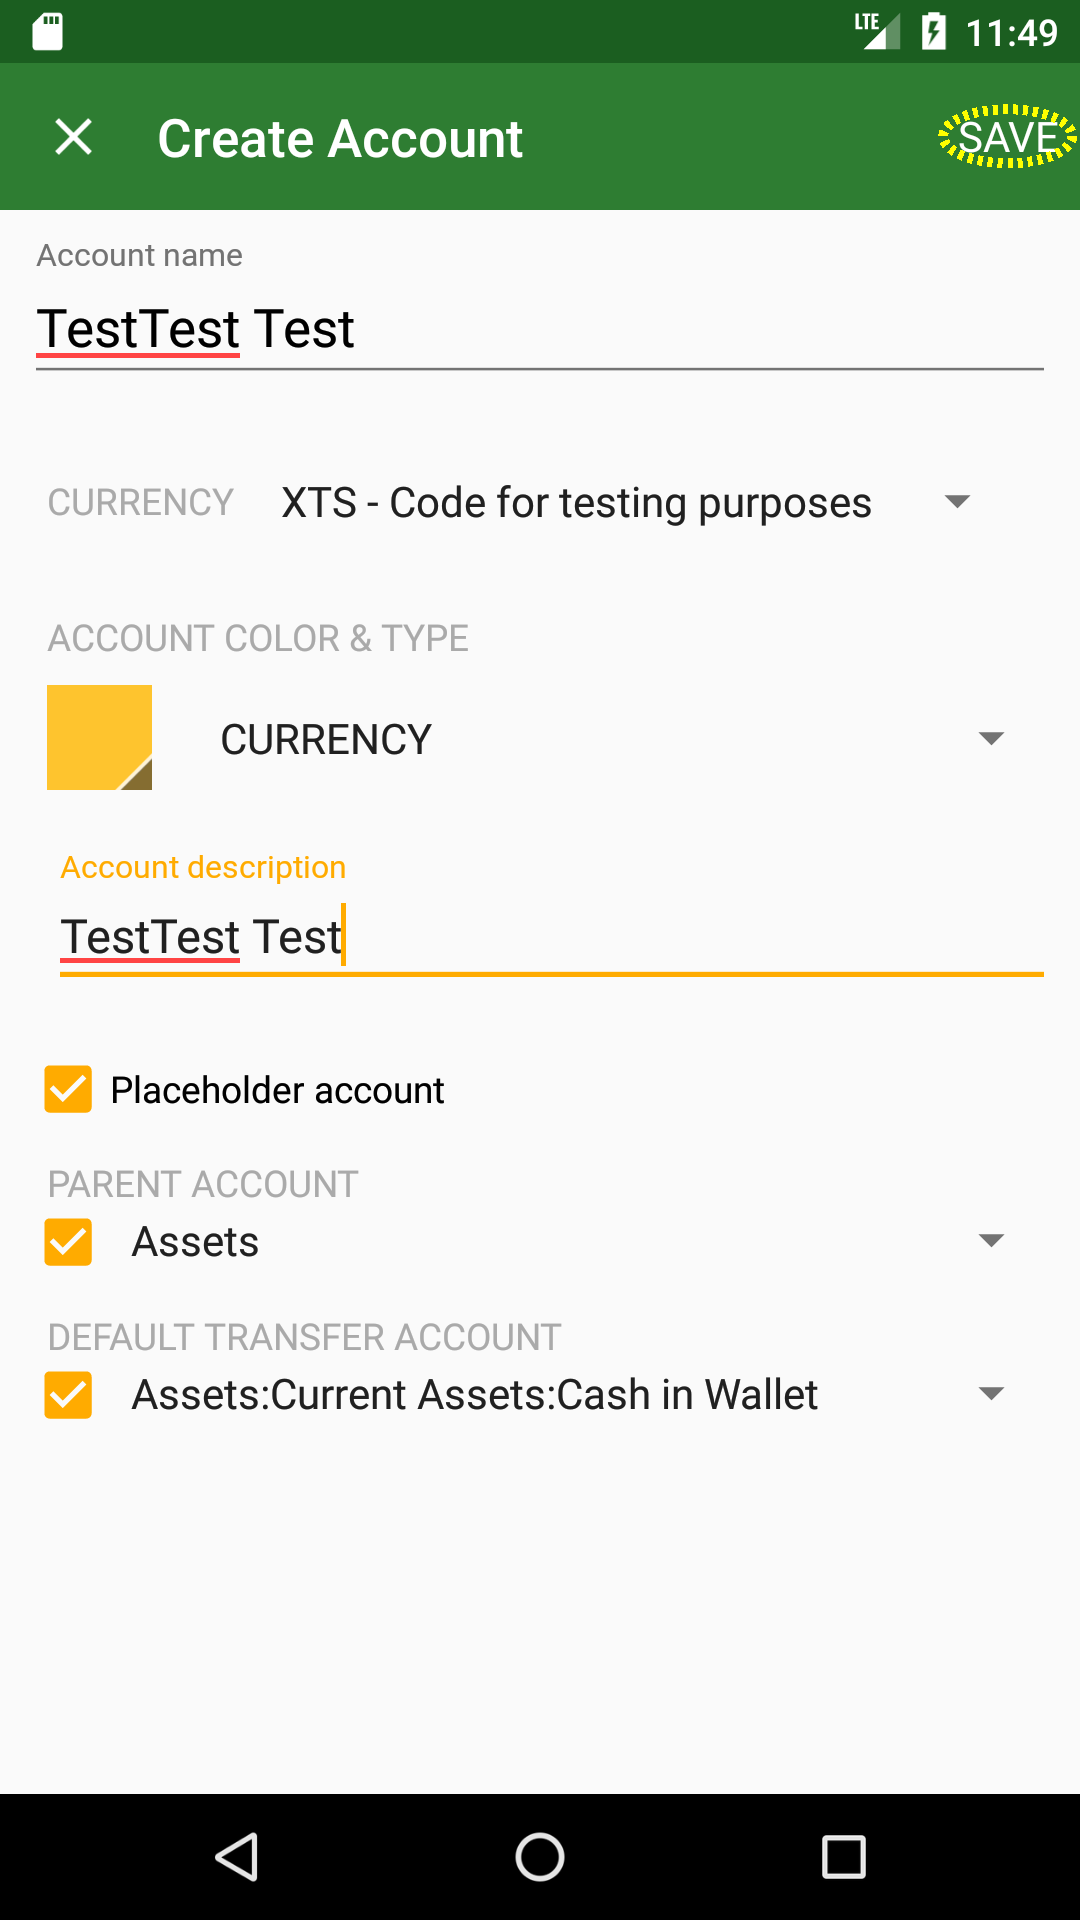 LTE 11:49
Create Account SAVE
Account name
TestTest Test
CURRENCY XTS - Code for testing purposes
ACCOUNT COLOR & TYPE
CURRENCY
Account description
TestTest Test
Placeholder account
PARENT ACCOUNT
Assets
DEFAULT TRANSFER ACCOUNT
Assets:Current Assets:Cash in Wallet